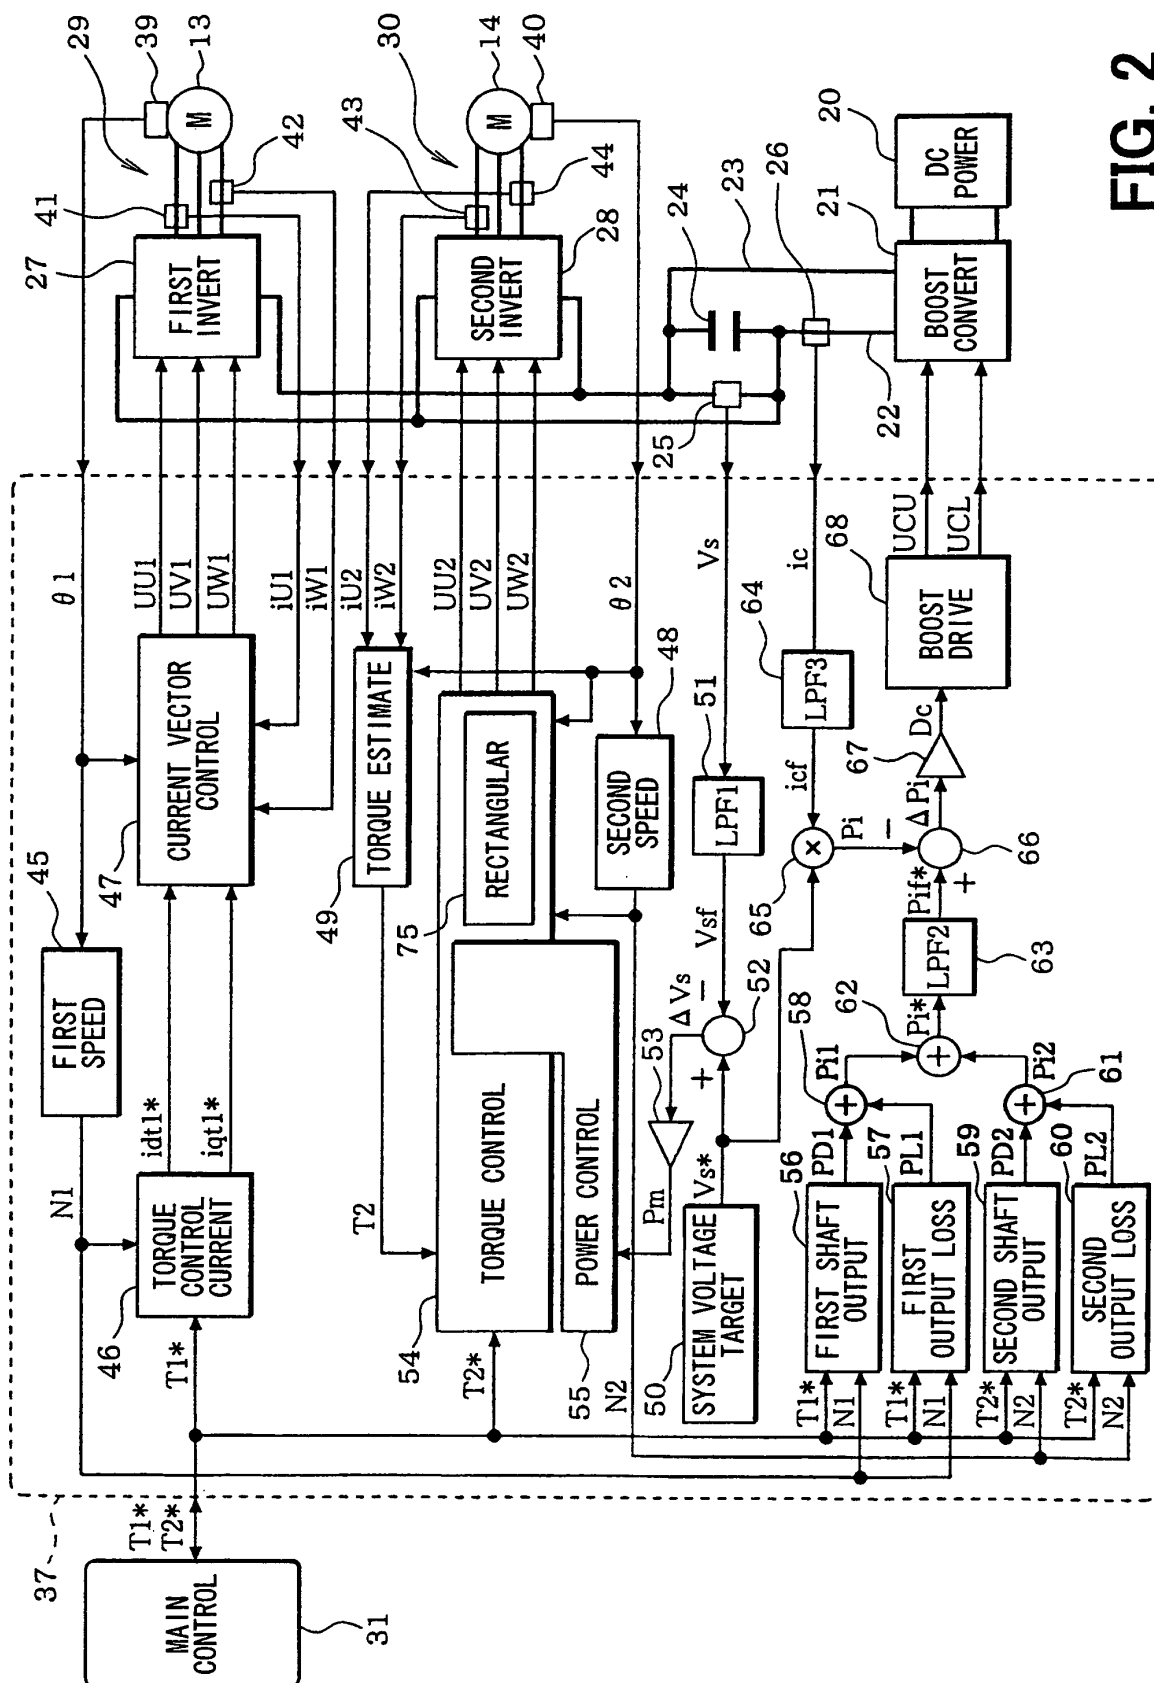 FIG. 2
37
MAIN
CONTROL
31
T1*
T2*
N1
FIRST
SPEED
45
θ1
T1*
46
TORQUE
CONTROL
CURRENT
idt1*
iqt1*
47
CURRENT VECTOR
CONTROL
UU1
UV1
UW1
iU1
iW1
27
FIRST
INVERT
41
42
29
39
13
M
T2
49
TORQUE ESTIMATE
iU2
iW2
43
44
30
14
M
40
54
T2*
TORQUE CONTROL
75
RECTANGULAR
UU2
UV2
UW2
SECOND
INVERT
28
55
POWER CONTROL
N2
SECOND
SPEED
48
θ2
Pm
53
ΔVs
50
SYSTEM VOLTAGE
TARGET
Vs*
+
−
52
Vsf
LPF1
51
Vs
25
24
23
26
22
T1*
N1
56
FIRST SHAFT
OUTPUT
PD1
58
+
Pi1
T1*
N1
57
FIRST
OUTPUT LOSS
PL1
T2*
N2
59
SECOND SHAFT
OUTPUT
PD2
+
61
Pi2
T2*
N2
60
SECOND
OUTPUT LOSS
PL2
62
+
Pi*
LPF2
63
Pif*
65
×
Pi
icf
LPF3
64
ic
−
+
66
ΔPi
67
Dc
BOOST
DRIVE
68
UCU
UCL
BOOST
CONVERT
21
DC
POWER
20